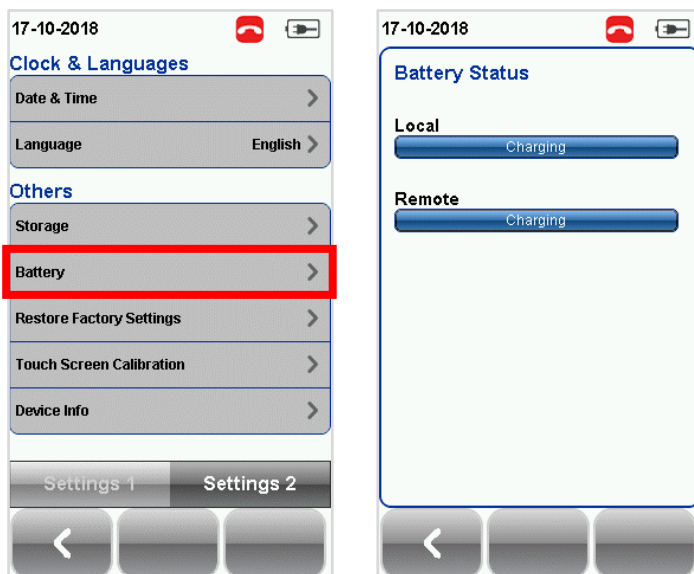 17-10-2018
Clock & Languages
Date & Time
Language English
Others
Storage
Battery
Restore Factory Settings
Touch Screen Calibration
Device Info
Settings 1 Settings 2
17-10-2018
Battery Status
Local
Charging
Remote
Charging